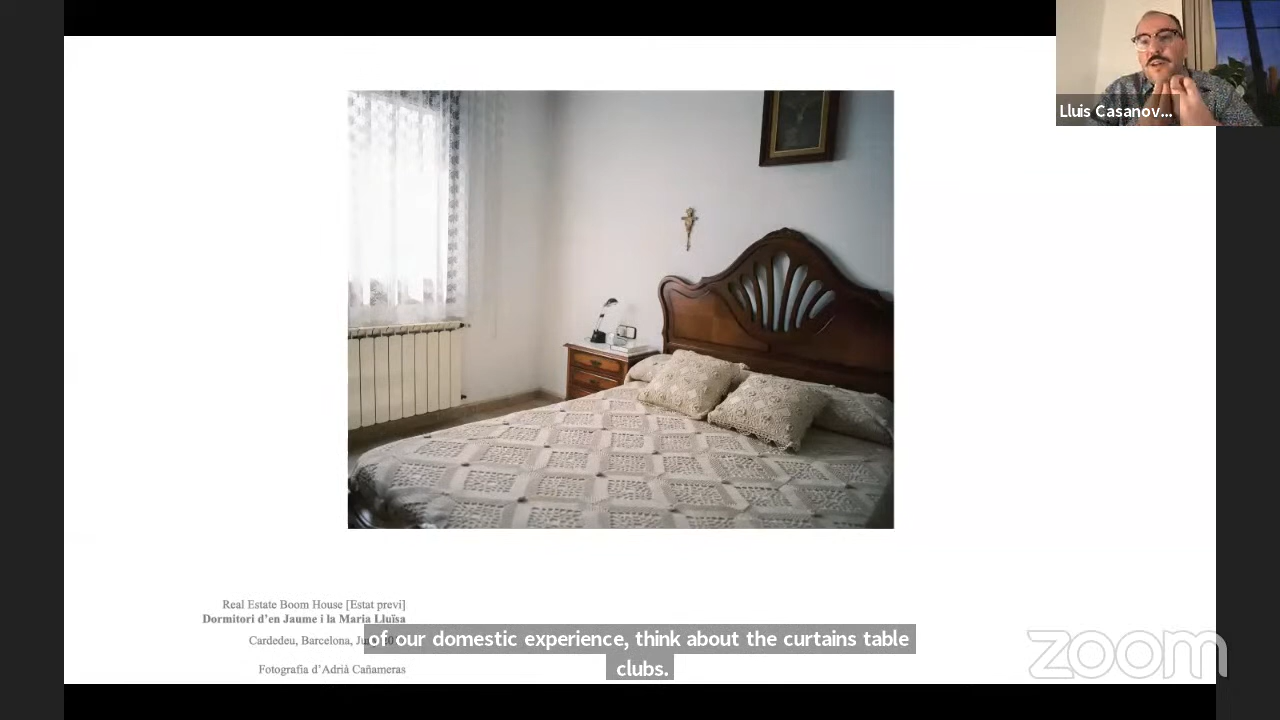 Lluis Casanov...
Real Estate Boom House [Estat previ]
Dormitori d'en Jaume i la Maria Lluïsa
Cardedeu, Barcelona,
of our domestic experience, think about the curtains table
clubs.
Fotografia d'Adrià Cañameras
zoom